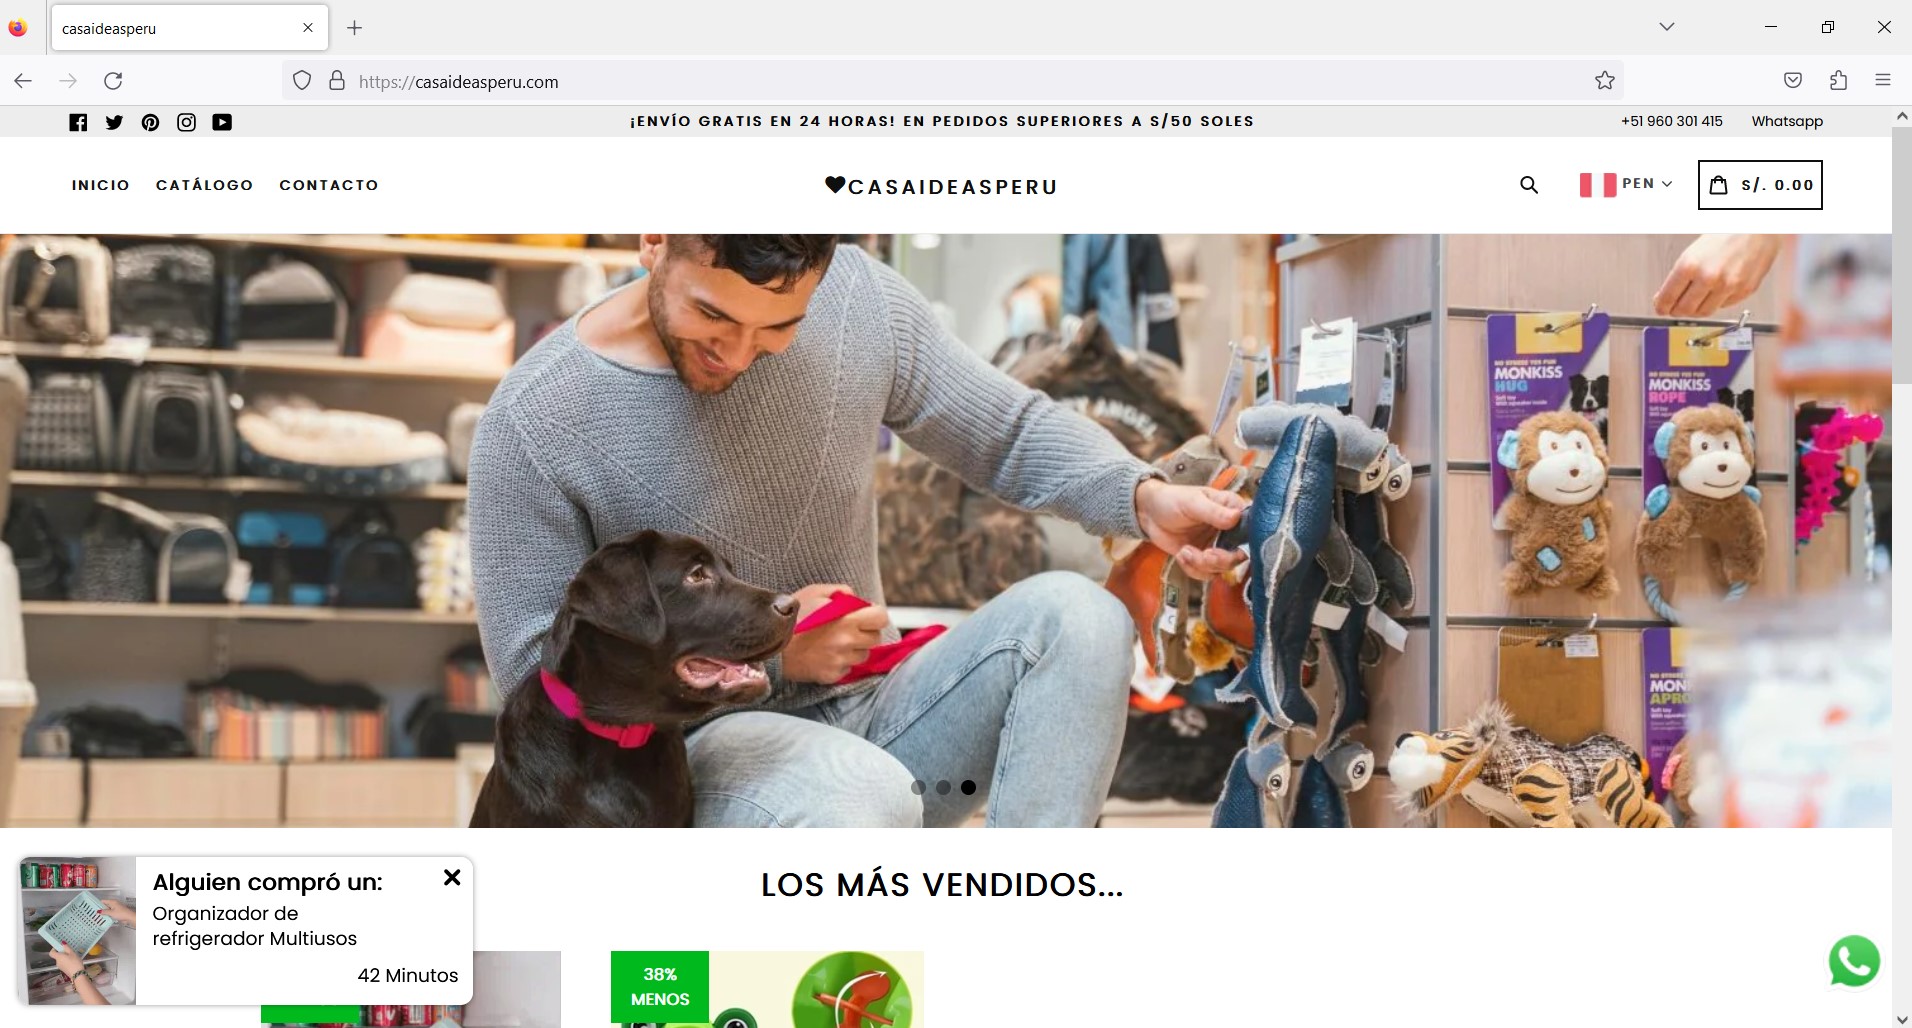 casaideasperu
https://casaideasperu.com
¡ENVÍO GRATIS EN 24 HORAS! EN PEDIDOS SUPERIORES A S/50 SOLES
+51 960 301 415
Whatsapp
INICIO
CATÁLOGO
CONTACTO
CASAIDEASPERU
PEN
S/. 0.00
MONKISS
HUG
MONKISS
ROPE
LOS MÁS VENDIDOS...
Alguien compró un:
Organizador de
refrigerador Multiusos
42 Minutos
38%
MENOS